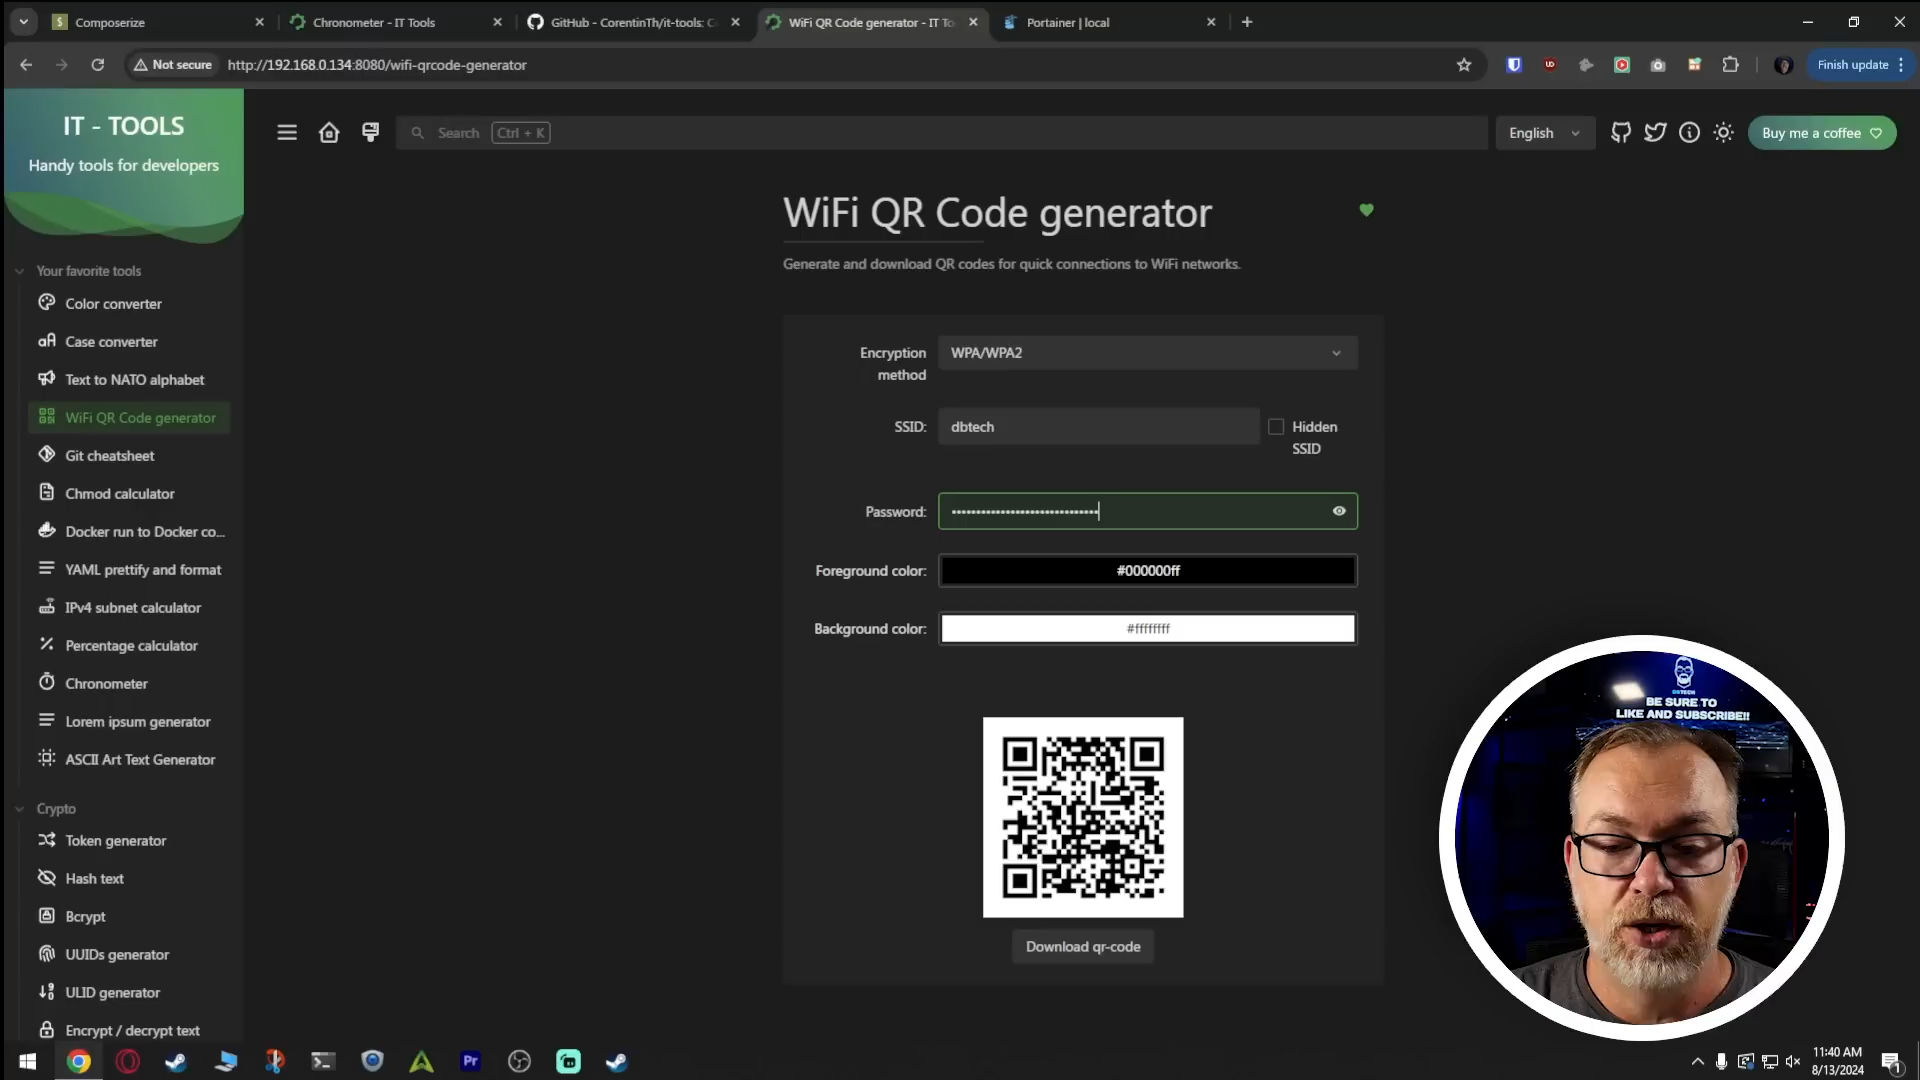 Composerize
Chronometer - IT Tools
GitHub - CorentinTh/it-tools: C
WiFi QR Code generator - IT To
Portainer | local
Not secure
http://192.168.0.134:8080/wifi-qrcode-generator
Finish update
IT - TOOLS
Handy tools for developers
Search
Ctrl + K
English
Buy me a coffee
Your favorite tools
Color converter
Case converter
Text to NATO alphabet
WiFi QR Code generator
Git cheatsheet
Chmod calculator
Docker run to Docker co...
YAML prettify and format
IPv4 subnet calculator
Percentage calculator
Chronometer
Lorem ipsum generator
ASCII Art Text Generator
Crypto
Token generator
Hash text
Bcrypt
UUIDs generator
ULID generator
Encrypt / decrypt text
WiFi QR Code generator
Generate and download QR codes for quick connections to WiFi networks.
Encryption
method
WPA/WPA2
SSID:
dbtech
Hidden
SSID
Password:
Foreground color:
#000000ff
Background color:
#ffffffff
Download qr-code
DBTECH
BE SURE TO
LIKE AND SUBSCRIBE!!
Pr
11:40 AM
8/13/2024
1